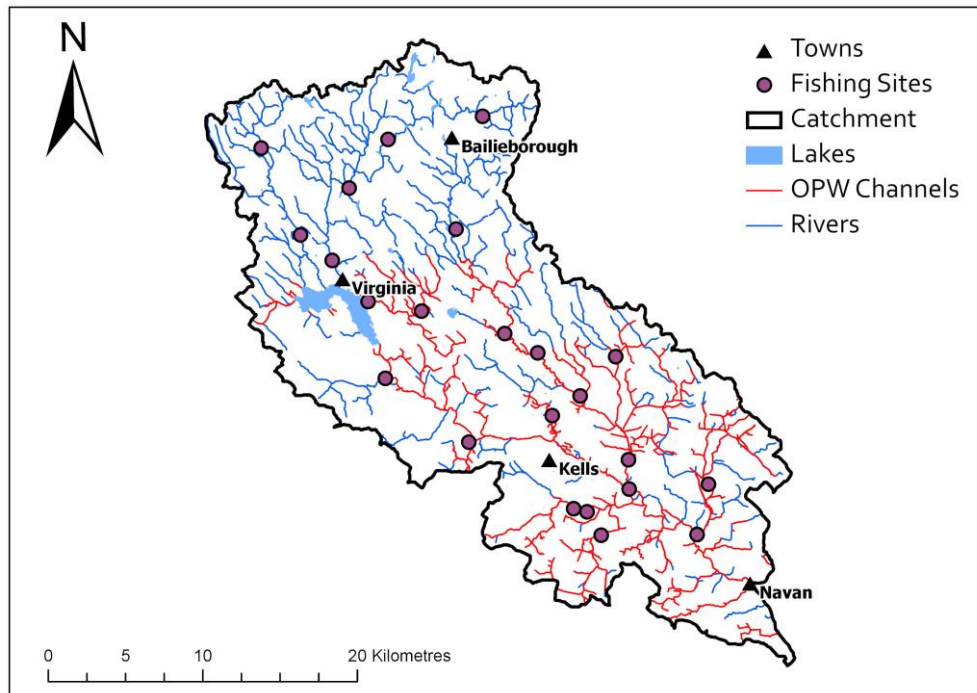 N
Towns
Fishing Sites
Catchment
Lakes
OPW Channels
Rivers
Bailieborough
Virginia
Kells
Navan
0 5 10 20 Kilometres